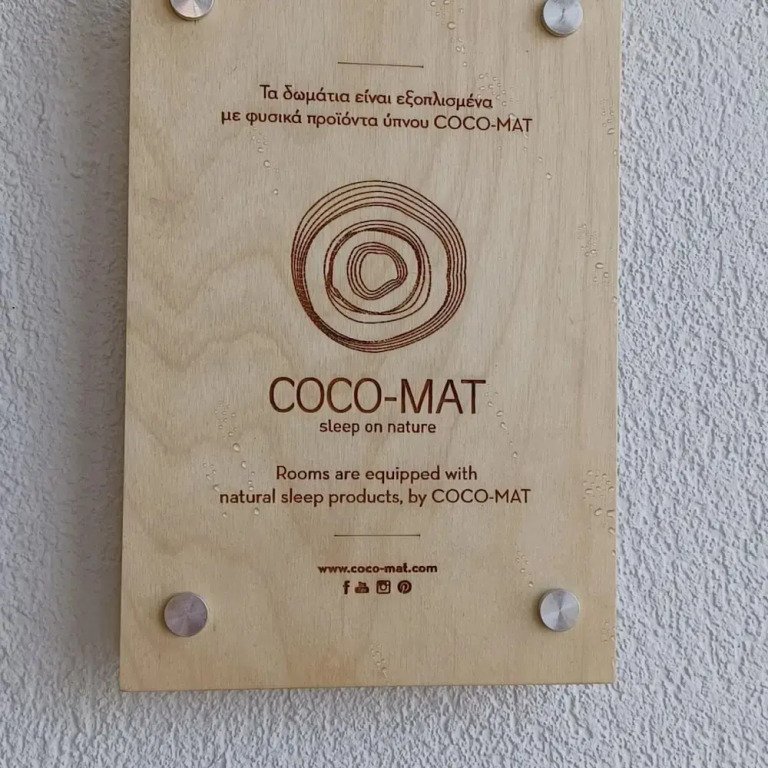 Τα δωμάτια είναι εξοπλισμένα
με φυσικά προϊόντα ύπνου COCO-MAT
COCO-MAT
sleep on nature
Rooms are equipped with
natural sleep products, by COCO-MAT
www.coco-mat.com